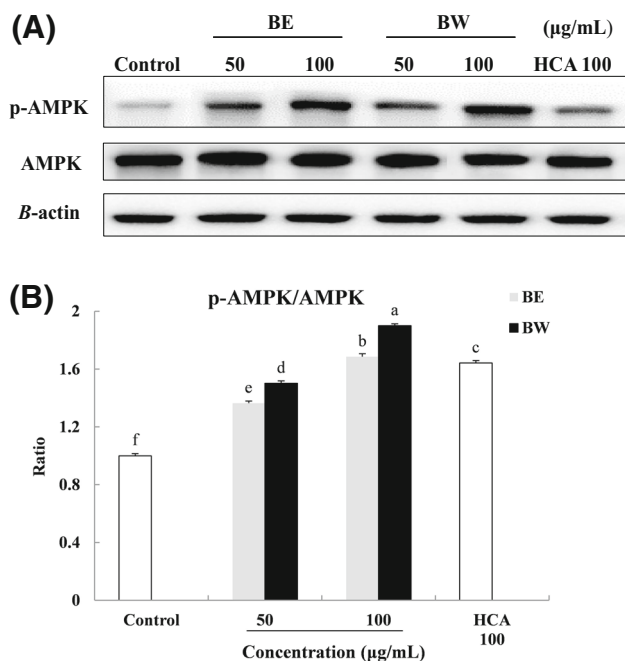 (A)
BE BW (µg/mL)
Control 50 100 50 100 HCA 100
p-AMPK
AMPK
B-actin
(B)
p-AMPK/AMPK
BE
BW
2
1.6
1.2
0.8
0.4
0
Ratio
f e d b a c
Control 50 100 HCA
100
Concentration (µg/mL)